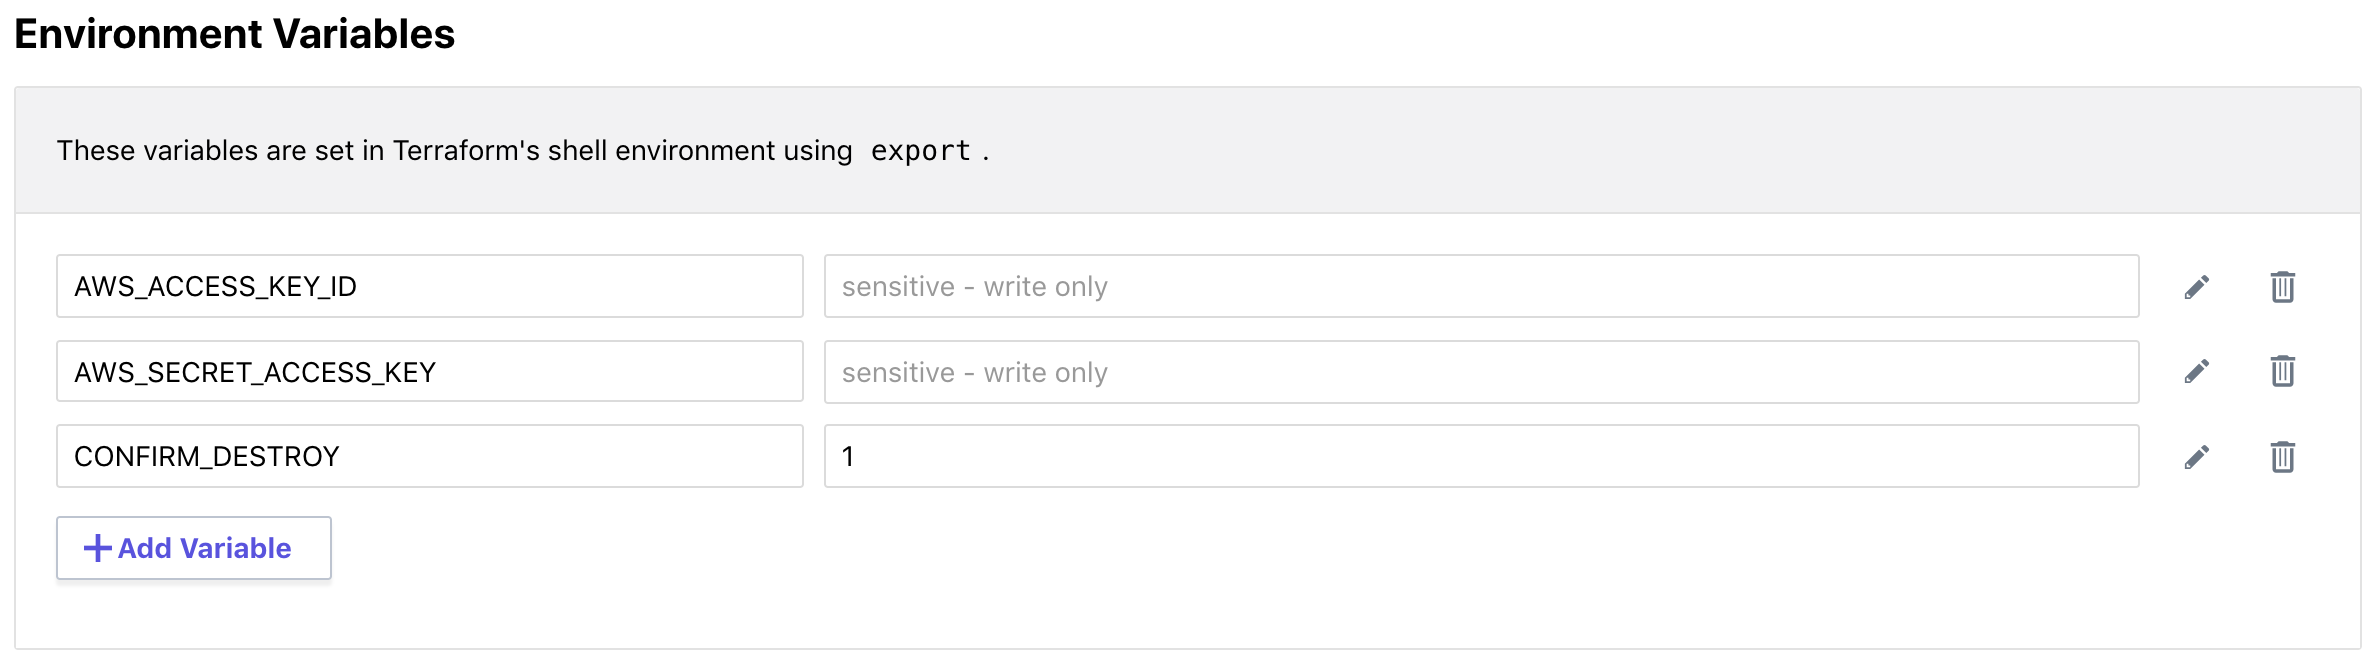 Environment Variables
These variables are set in Terraform's shell environment using export .
AWS_ACCESS_KEY_ID
sensitive - write only
AWS_SECRET_ACCESS_KEY
sensitive - write only
CONFIRM_DESTROY
1
Add Variable